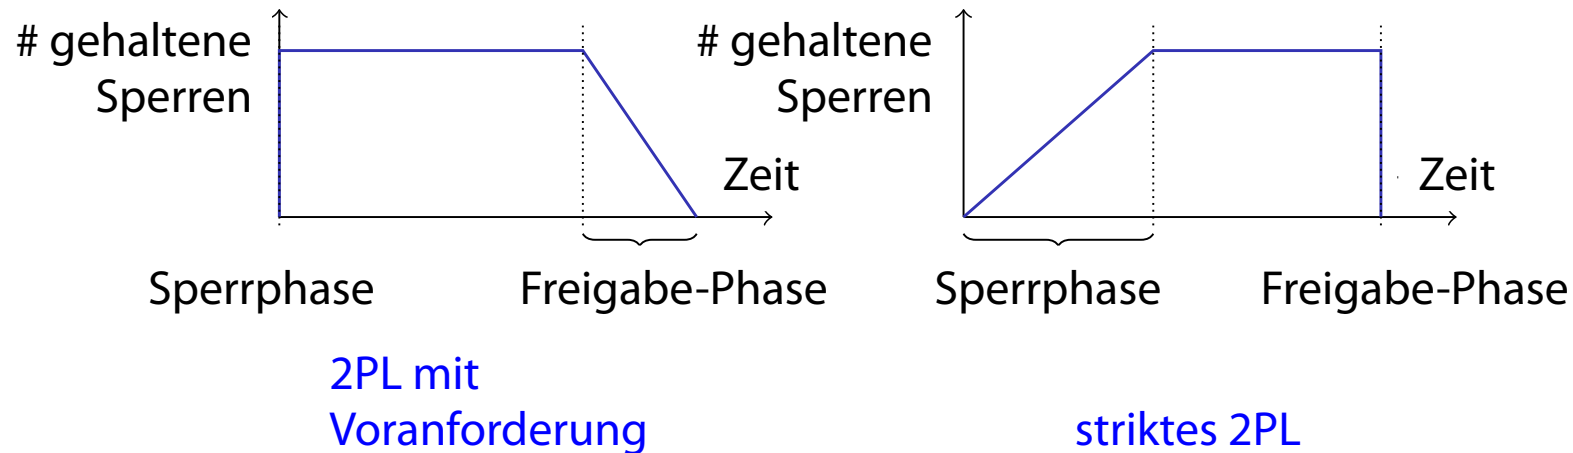 # gehaltene
Sperren
Zeit
Sperrphase
Freigabe-Phase
2PL mit
Voranforderung
# gehaltene
Sperren
Zeit
Sperrphase
Freigabe-Phase
striktes 2PL